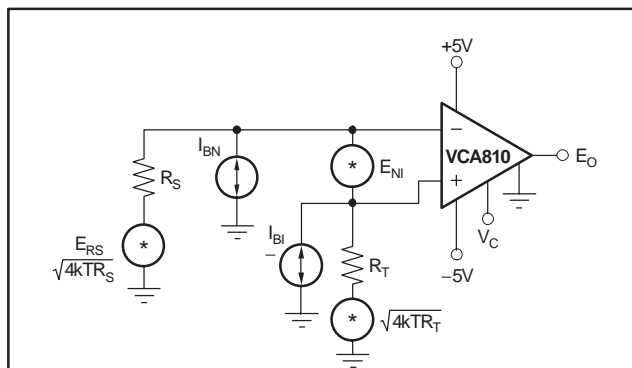 +5V
I_BN
−
VCA810
E_O
R_S
*
E_NI
+
I_BI
−
V_C
E_RS
*
R_T
−5V
√4kTR_S
*
√4kTR_T